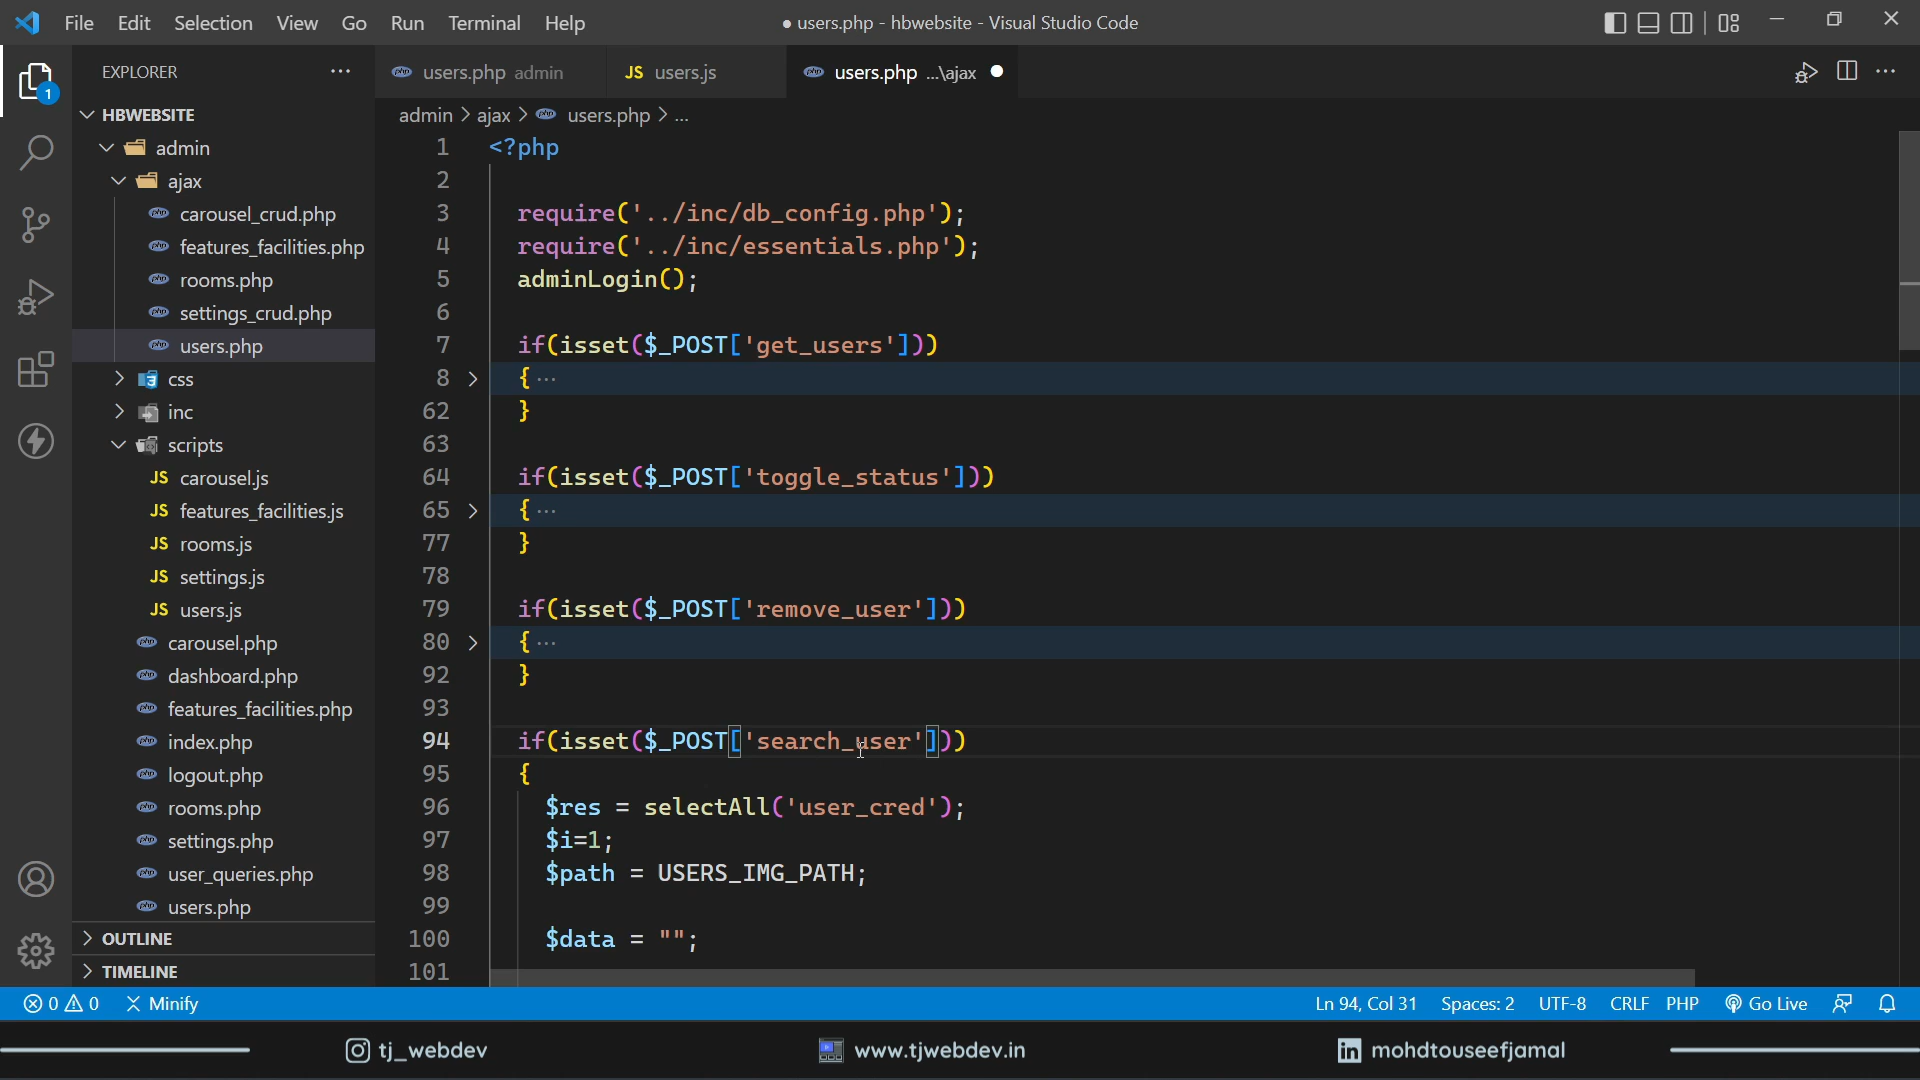 File Edit Selection View Go Run Terminal Help
● users.php - hbwebsite - Visual Studio Code
EXPLORER ...
users.php admin
JS users.js
users.php ...\ajax ●
HBWEBSITE
admin > ajax > users.php > ...
admin
ajax
carousel_crud.php
features_facilities.php
rooms.php
settings_crud.php
users.php
css
inc
scripts
JS carousel.js
JS features_facilities.js
JS rooms.js
JS settings.js
JS users.js
carousel.php
dashboard.php
features_facilities.php
index.php
logout.php
rooms.php
settings.php
user_queries.php
users.php
OUTLINE
TIMELINE
1
1 <?php
2
3 require('../inc/db_config.php');
4 require('../inc/essentials.php');
5 adminLogin();
6
7 if(isset($_POST['get_users']))
8 > { ...
62 }
63
64 if(isset($_POST['toggle_status']))
65 > { ...
77 }
78
79 if(isset($_POST['remove_user']))
80 > { ...
92 }
93
94 if(isset($_POST['search_user']))
95 {
96 $res = selectAll('user_cred');
97 $i=1;
98 $path = USERS_IMG_PATH;
99
100 $data = "";
101
0 0 Minify
Ln 94, Col 31 Spaces: 2 UTF-8 CRLF PHP Go Live
tj_webdev
www.tjwebdev.in
in mohdtouseefjamal